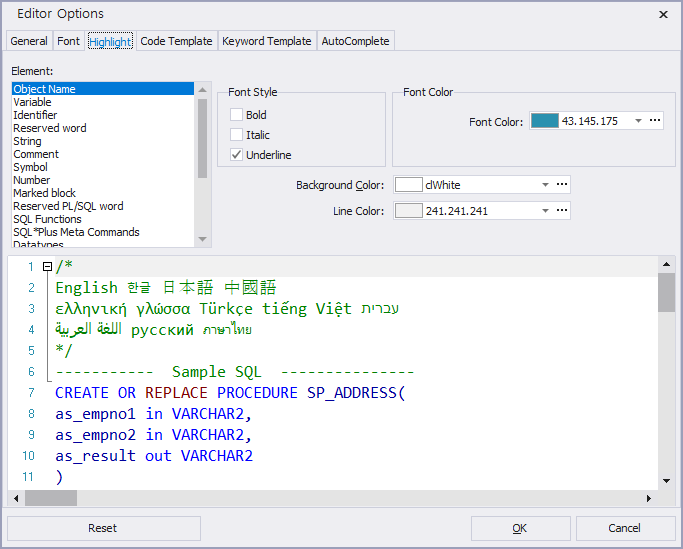 Editor Options
General Font Highlight Code Template Keyword Template AutoComplete
Element:
Object Name
Variable
Identifier
Reserved word
String
Comment
Symbol
Number
Marked block
Reserved PL/SQL word
SQL Functions
SQL*Plus Meta Commands
Datatypes
Font Style
Bold
Italic
Underline
Font Color
Font Color: 43.145.175
Background Color: clWhite
Line Color: 241.241.241
1 /*
2 English 한글 日本語 中國語
3 ελληνική γλώσσα Türkçe tiếng Việt עברית
4 اللغة العربية русский ภาษาไทย
5 */
6 ----------- Sample SQL ---------------
7 CREATE OR REPLACE PROCEDURE SP_ADDRESS(
8 as_empno1 in VARCHAR2,
9 as_empno2 in VARCHAR2,
10 as_result out VARCHAR2
11 )
Reset OK Cancel